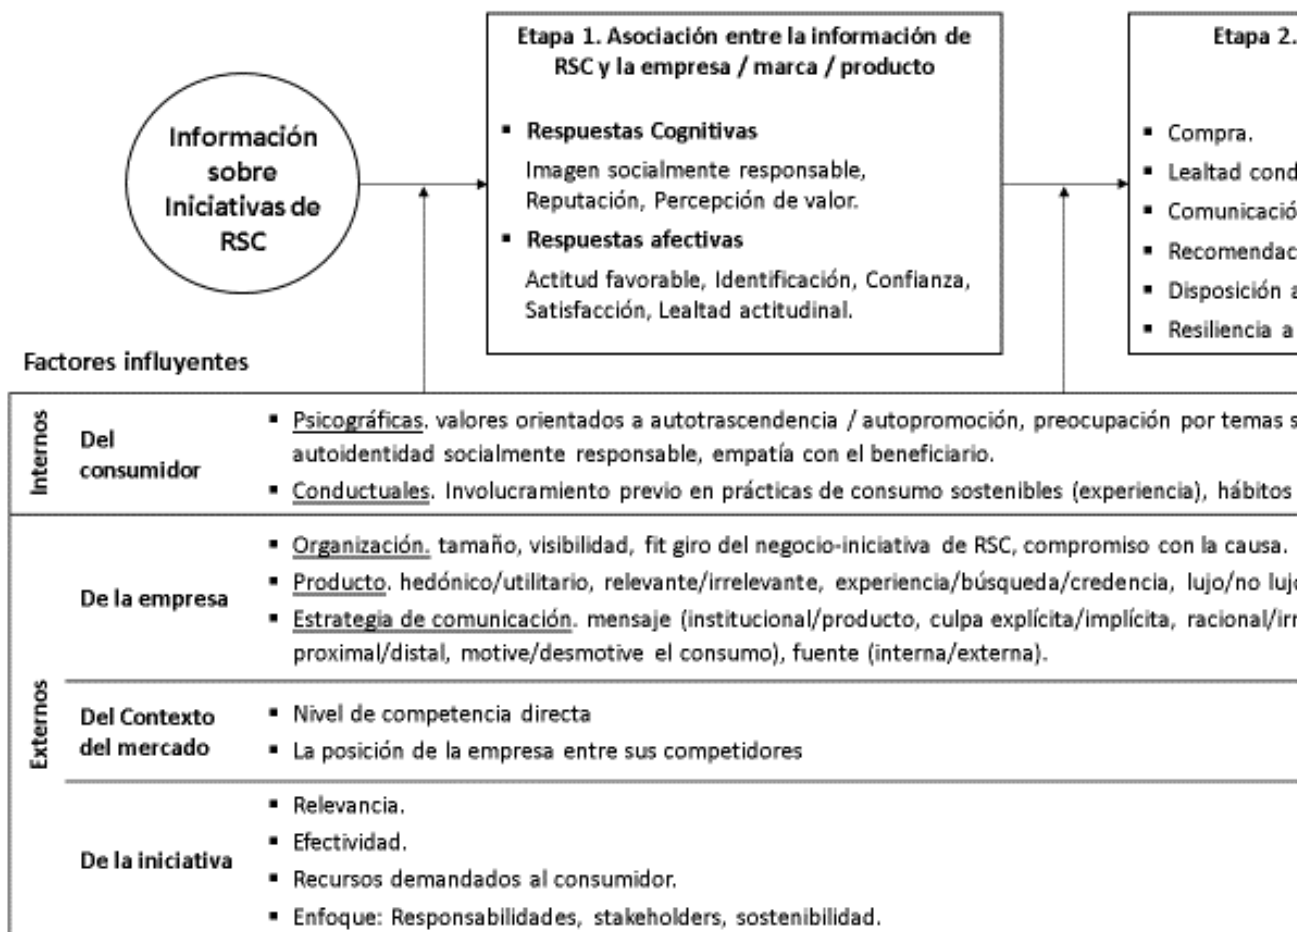 Información
sobre
Iniciativas de
RSC
Etapa 1. Asociación entre la información de
RSC y la empresa / marca / producto
▪ Respuestas Cognitivas
Imagen socialmente responsable,
Reputación, Percepción de valor.
▪ Respuestas afectivas
Actitud favorable, Identificación, Confianza,
Satisfacción, Lealtad actitudinal.
Etapa 2.
▪ Compra.
▪ Lealtad cond
▪ Comunicació
▪ Recomendac
▪ Disposición a
▪ Resiliencia a
Factores influyentes
Internos
Del
consumidor
▪ Psicográficas. valores orientados a autotrascendencia / autopromoción, preocupación por temas s
autoidentidad socialmente responsable, empatía con el beneficiario.
▪ Conductuales. Involucramiento previo en prácticas de consumo sostenibles (experiencia), hábitos
Externos
De la empresa
▪ Organización. tamaño, visibilidad, fit giro del negocio-iniciativa de RSC, compromiso con la causa.
▪ Producto. hedónico/utilitario, relevante/irrelevante, experiencia/búsqueda/credencia, lujo/no lujo
▪ Estrategia de comunicación. mensaje (institucional/producto, culpa explícita/implícita, racional/irr
proximal/distal, motive/desmotive el consumo), fuente (interna/externa).
Del Contexto
del mercado
▪ Nivel de competencia directa
▪ La posición de la empresa entre sus competidores
De la iniciativa
▪ Relevancia.
▪ Efectividad.
▪ Recursos demandados al consumidor.
▪ Enfoque: Responsabilidades, stakeholders, sostenibilidad.